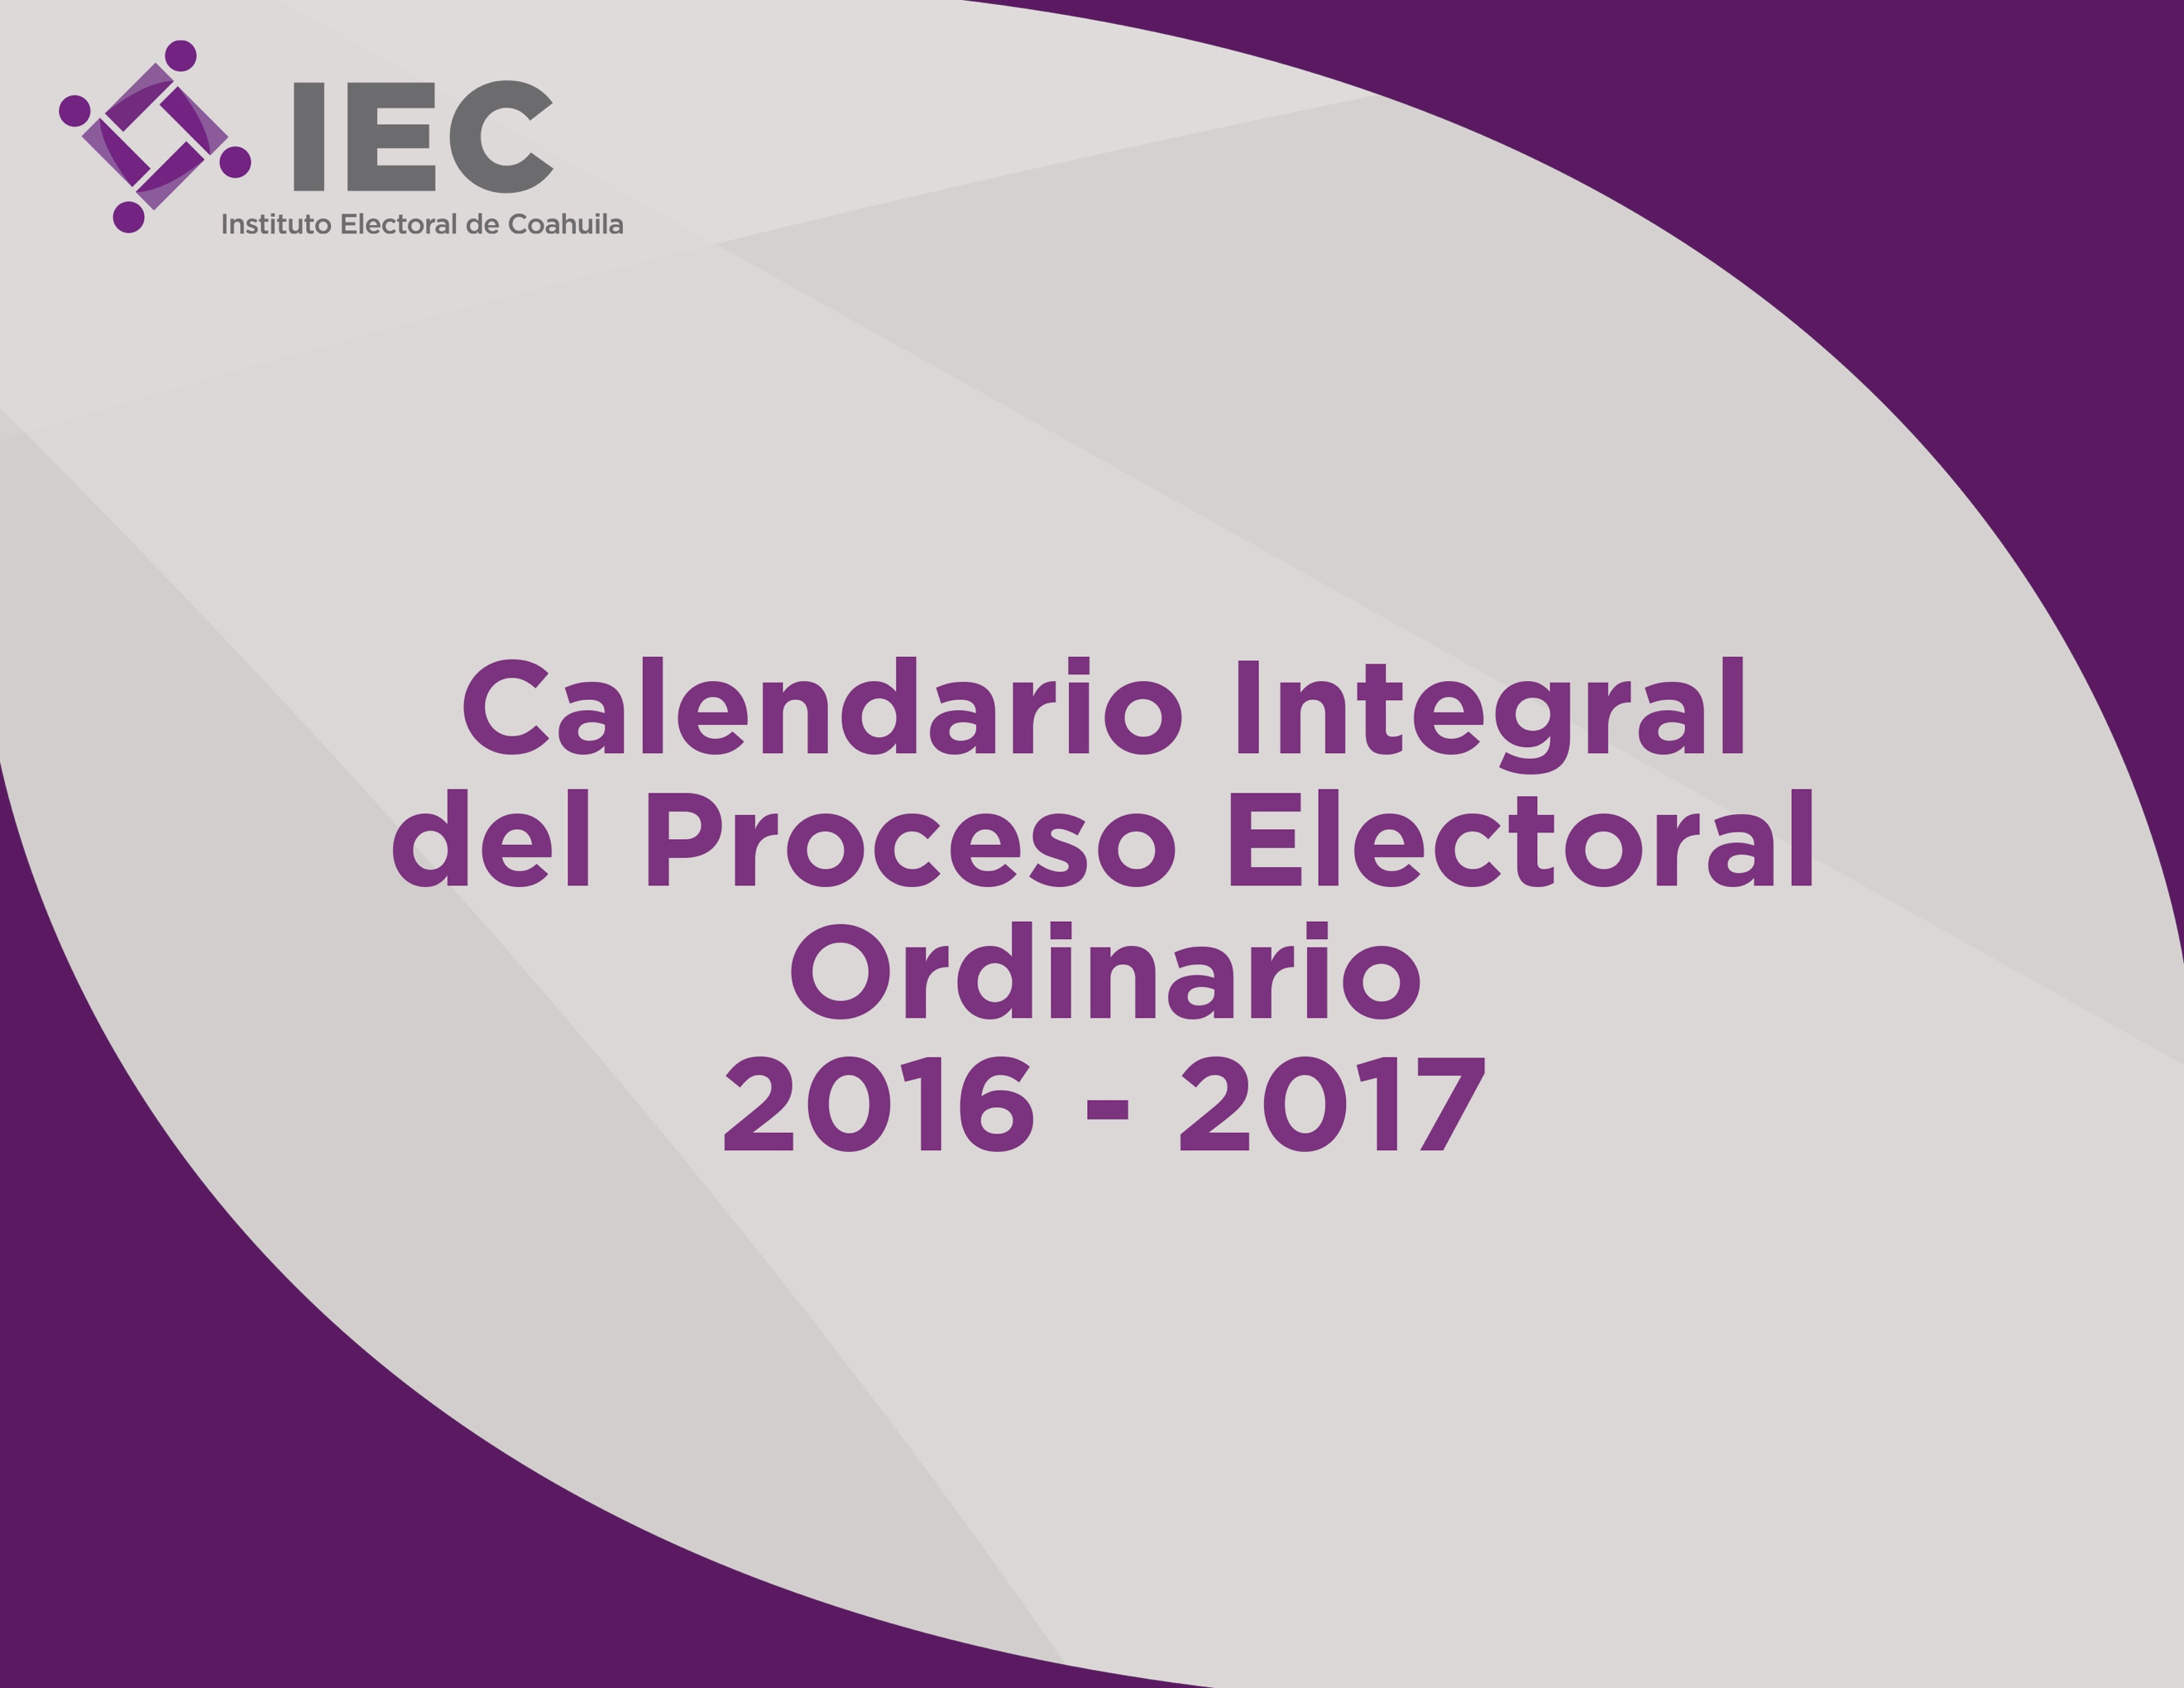 IEC
Instituto Electoral de Coahuila
Calendario Integral
del Proceso Electoral
Ordinario
2016 - 2017